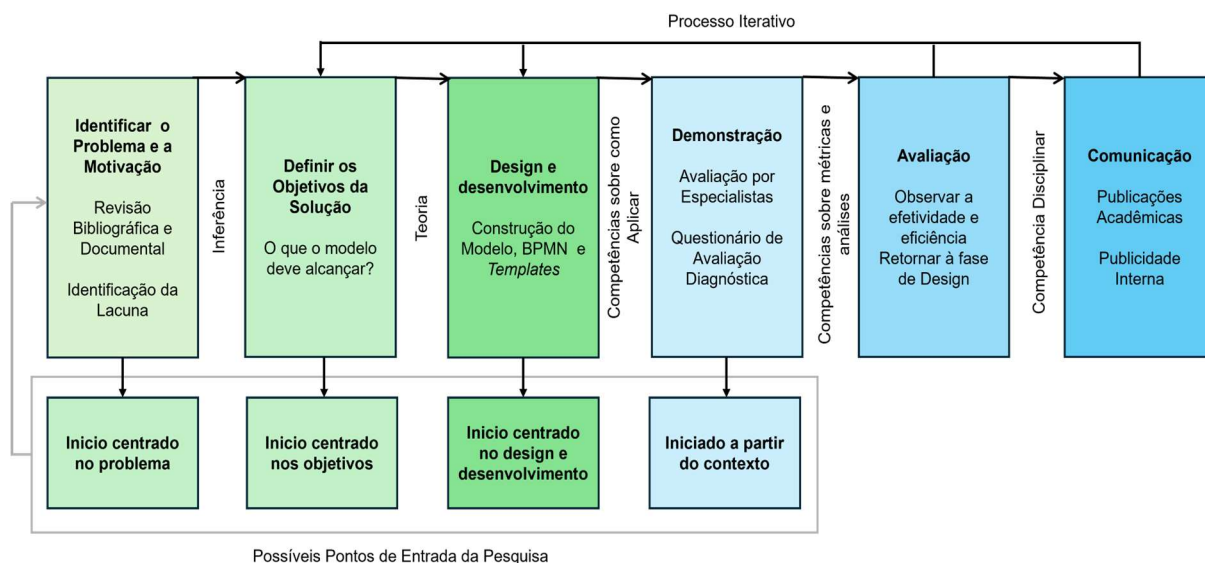 Processo Iterativo
Identificar o
Problema e a
Motivação
Revisão
Bibliográfica e
Documental
Identificação da
Lacuna
Inferência
Definir os
Objetivos da
Solução
O que o modelo
deve alcançar?
Teoria
Design e
desenvolvimento
Construção do
Modelo, BPMN e
Templates
Competências sobre como
Aplicar
Demonstração
Avaliação por
Especialistas
Questionário de
Avaliação
Diagnóstica
Competências sobre métricas e
análises
Avaliação
Observar a
efetividade e
eficiência
Retornar à fase
de Design
Competência Disciplinar
Comunicação
Publicações
Acadêmicas
Publicidade
Interna
Inicio centrado
no problema
Inicio centrado
nos objetivos
Inicio centrado
no design e
desenvolvimento
Iniciado a partir
do contexto
Possíveis Pontos de Entrada da Pesquisa